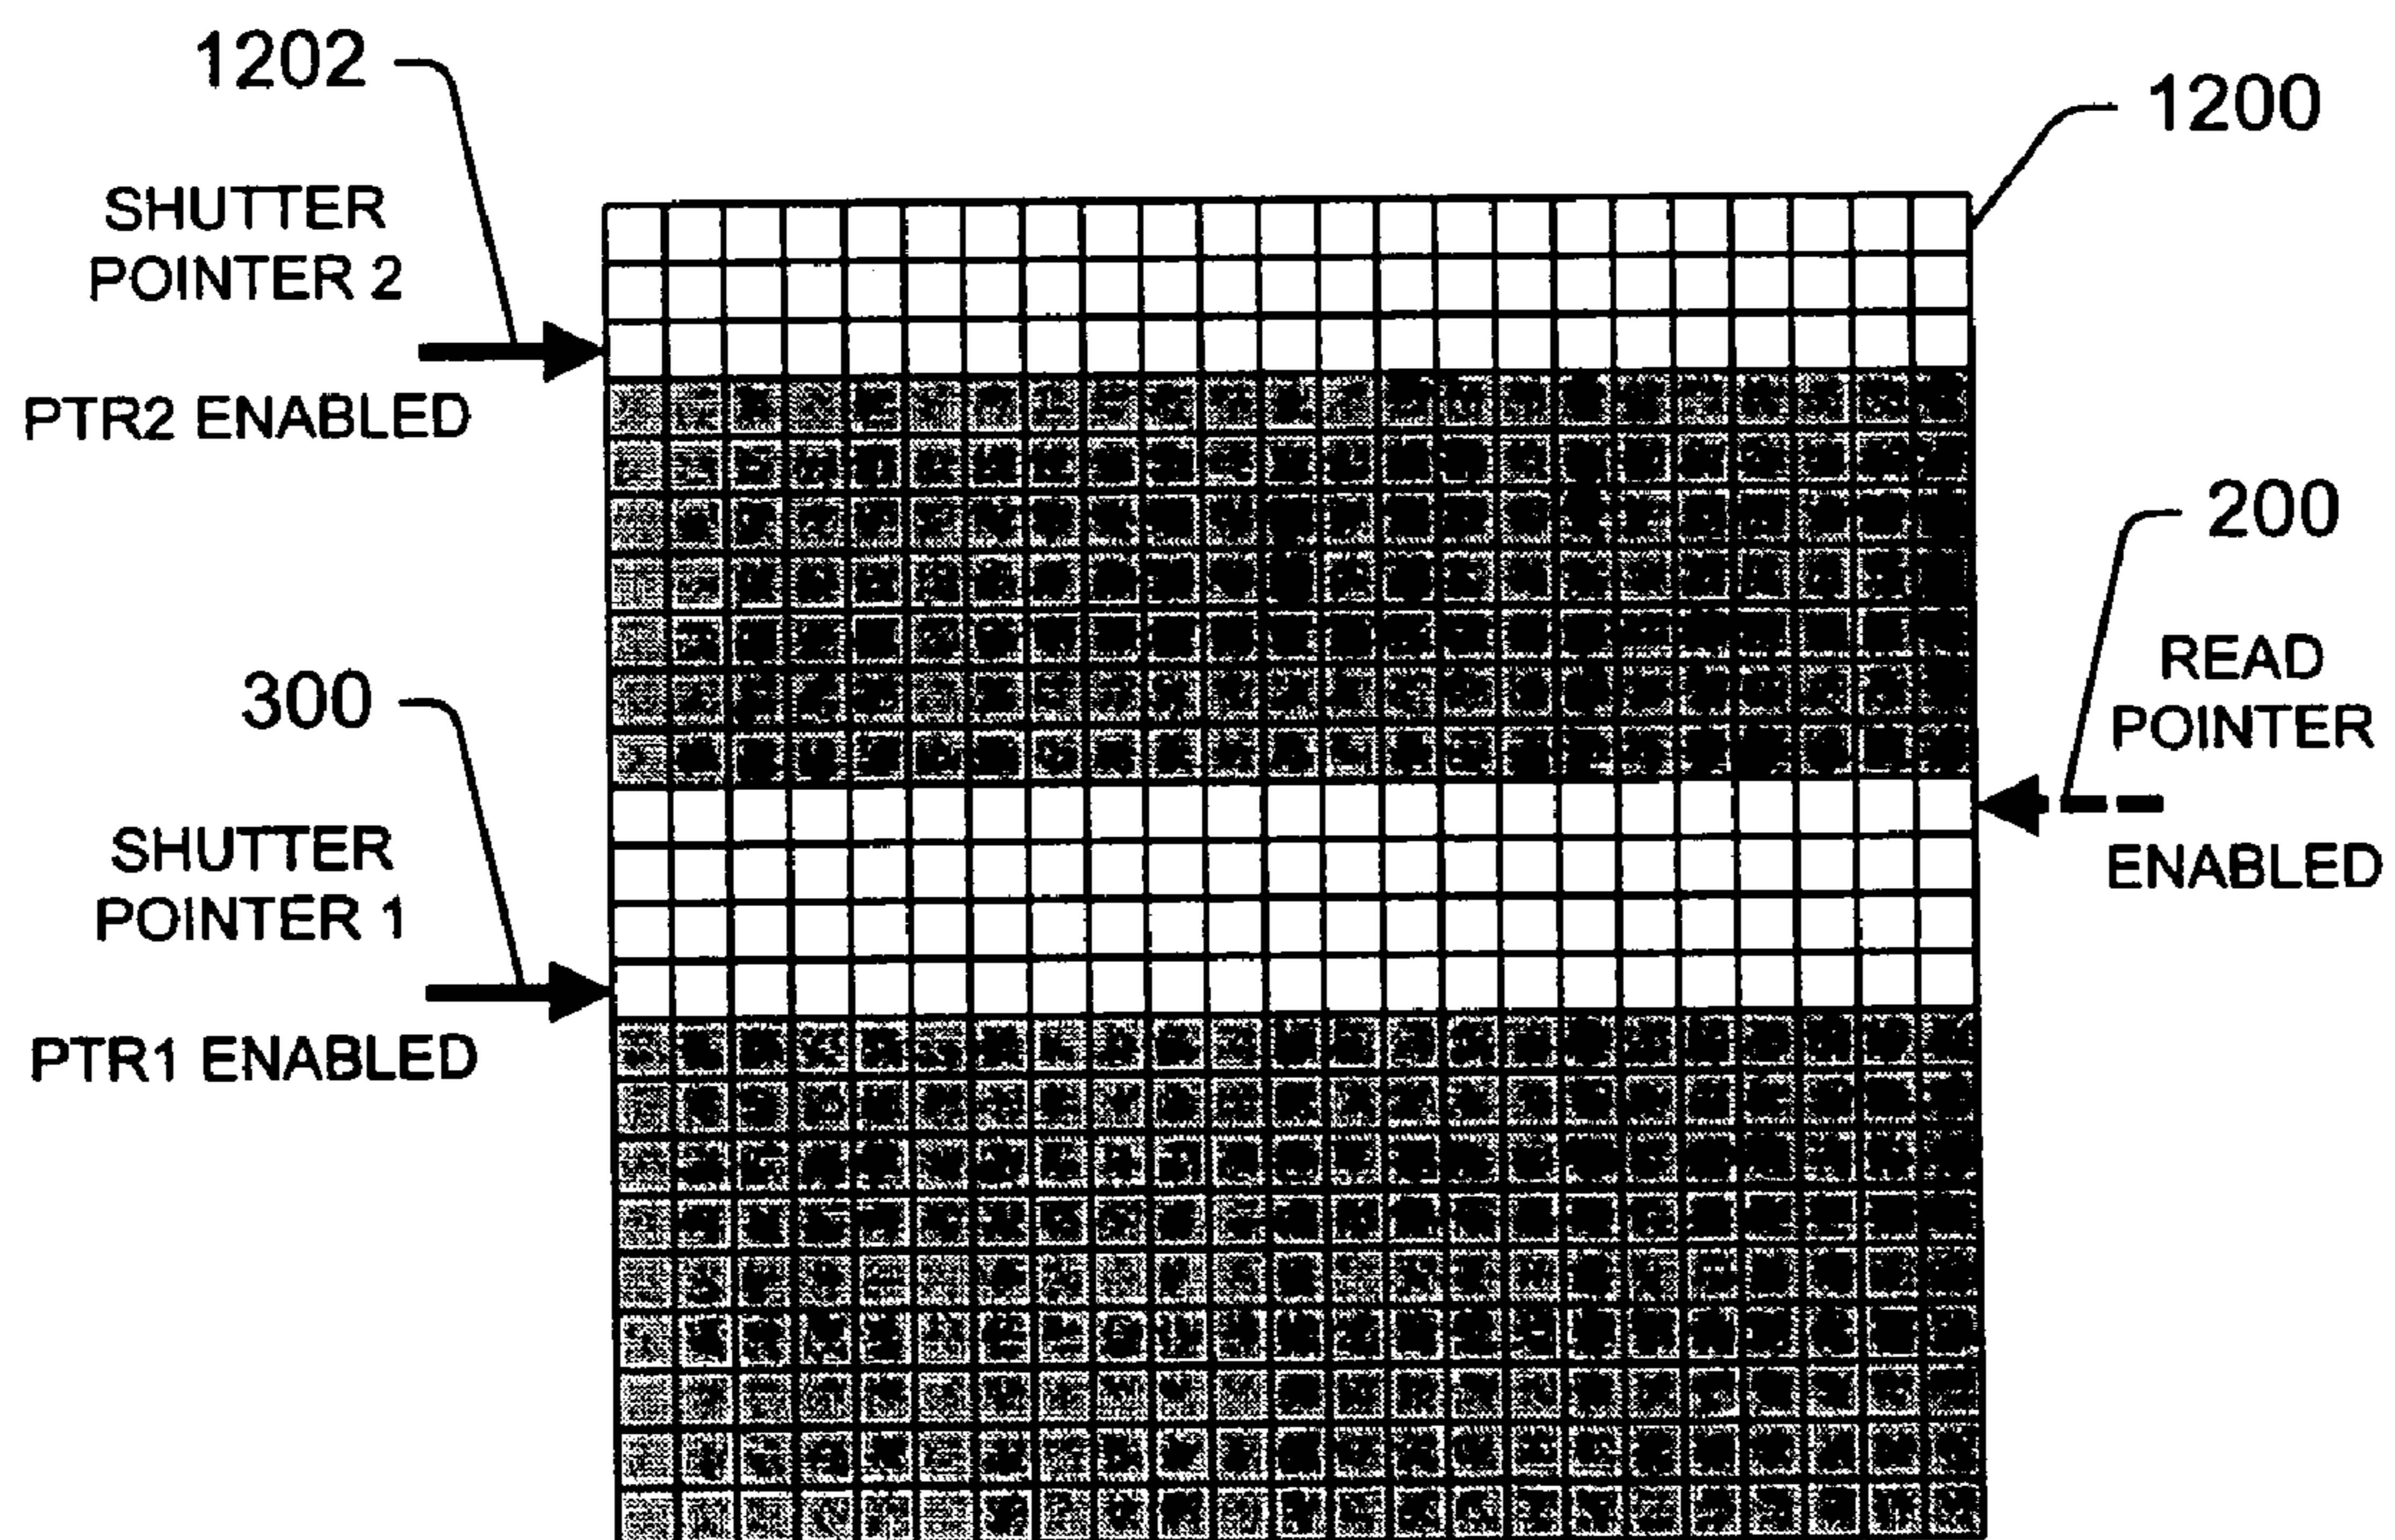 1202
SHUTTER
POINTER 2
PTR2 ENABLED
1200
200
READ
POINTER
ENABLED
300
SHUTTER
POINTER 1
PTR1 ENABLED